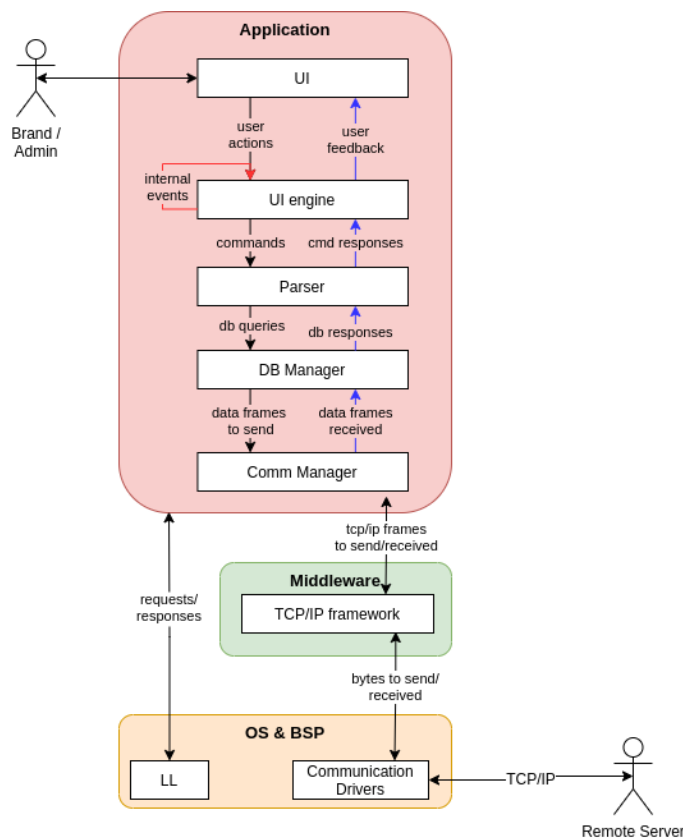 Application
UI
Brand /
Admin
user
actions
user
feedback
internal
events
UI engine
commands
cmd responses
Parser
db queries
db responses
DB Manager
data frames
to send
data frames
received
Comm Manager
tcp/ip frames
to send/received
Middleware
requests/
responses
TCP/IP framework
bytes to send/
received
OS & BSP
LL
Communication
Drivers
TCP/IP
Remote Server